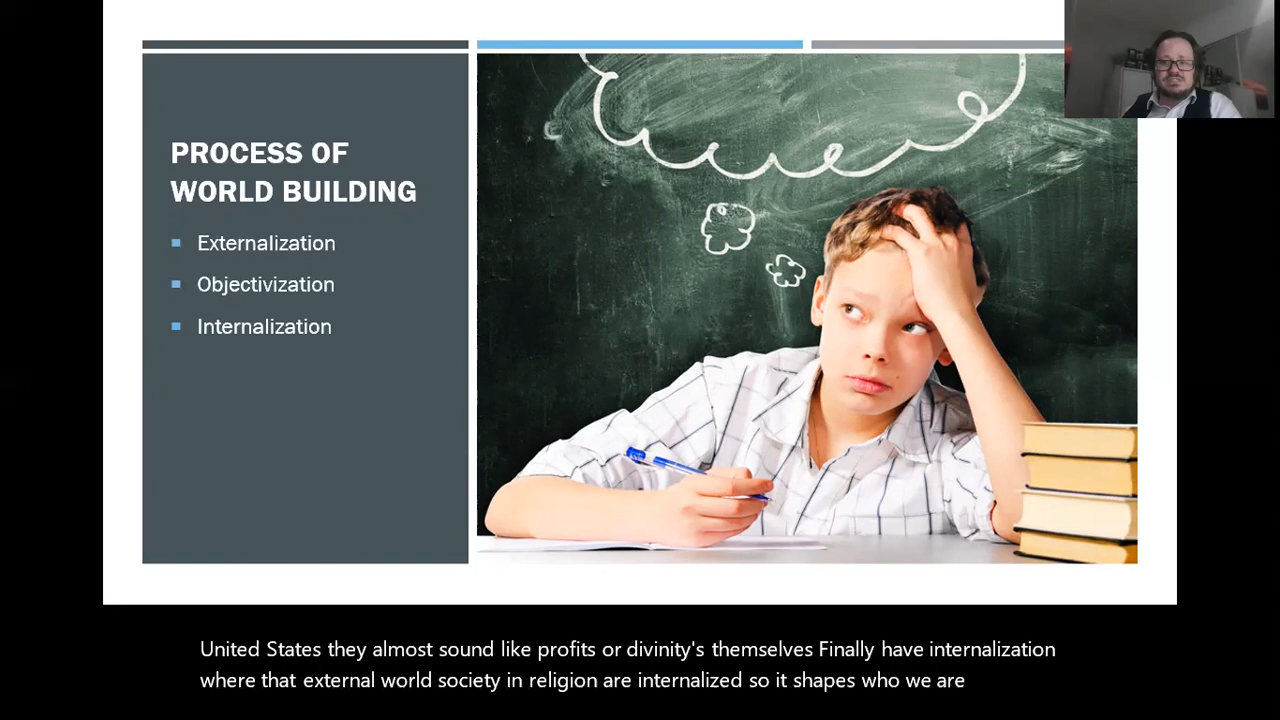 PROCESS OF
WORLD BUILDING
Externalization
Objectivization
Internalization
United States they almost sound like profits or divinity's themselves Finally have internalization
where that external world society in religion are internalized so it shapes who we are